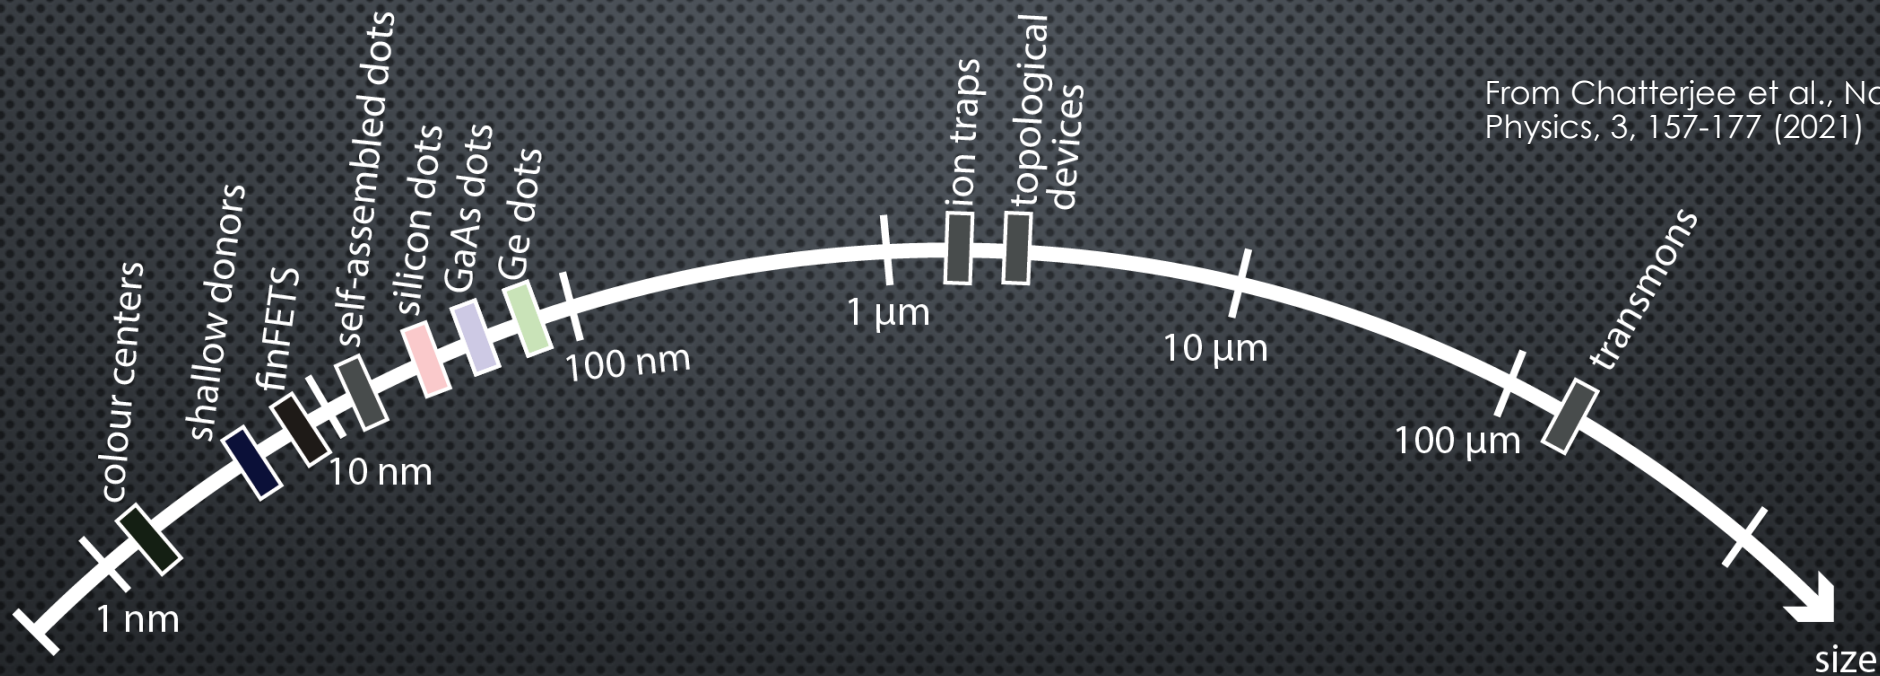 From Chatterjee et al.,
Physics, 3, 157-177 (2021)
colour centers
shallow donors
finFETS
self-assembled dots
silicon dots
GaAs dots
Ge dots
ion traps
topological
devices
transmons
1 nm
10 nm
100 nm
1 µm
10 µm
100 µm
size